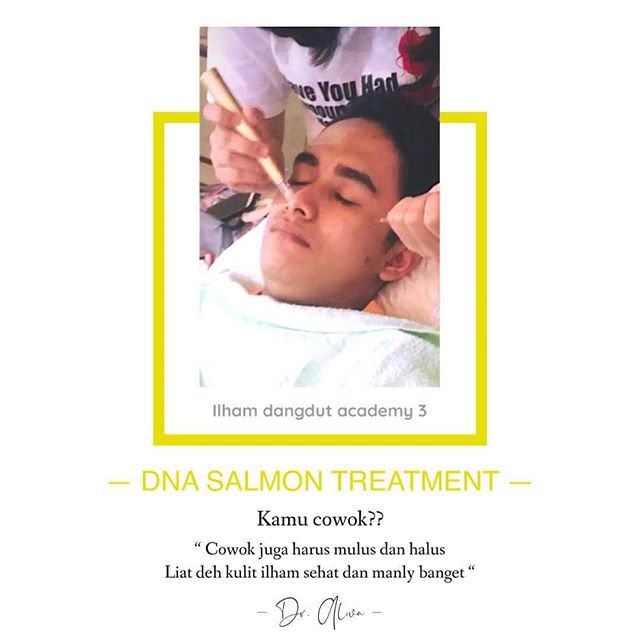 ve You Had
Ilham dangdut academy 3
— DNA SALMON TREATMENT —
Kamu cowok??
“ Cowok juga harus mulus dan halus
Liat deh kulit ilham sehat dan manly banget “
– Dr. Aliva –